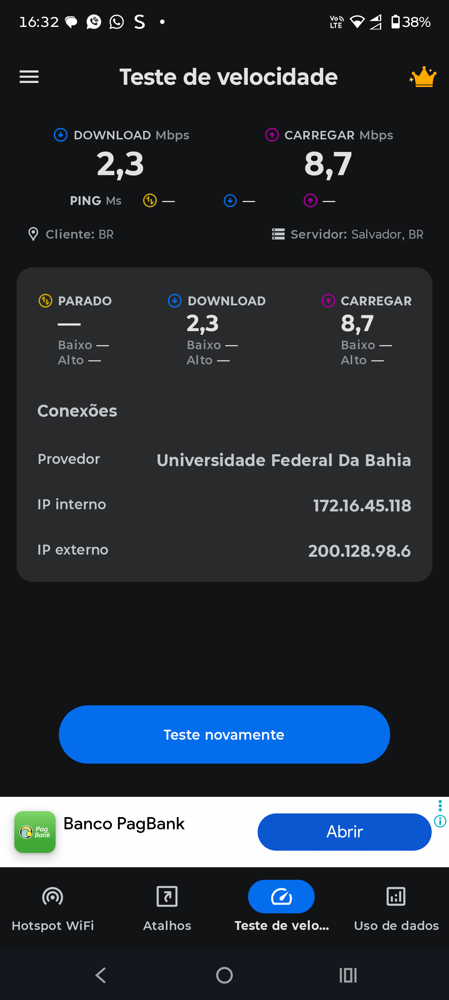 16:32 GB S Vo LTE 38%
Teste de velocidade
DOWNLOAD Mbps CARREGAR Mbps
2,3 8,7
PING Ms — — —
Cliente: BR Servidor: Salvador, BR
PARADO DOWNLOAD CARREGAR
— 2,3 8,7
Baixo — Baixo — Baixo —
Alto — Alto — Alto —
Conexões
Provedor Universidade Federal Da Bahia
IP interno 172.16.45.118
IP externo 200.128.98.6
Teste novamente
Pag Bank Banco PagBank Abrir
Hotspot WiFi Atalhos Teste de velo... Uso de dados